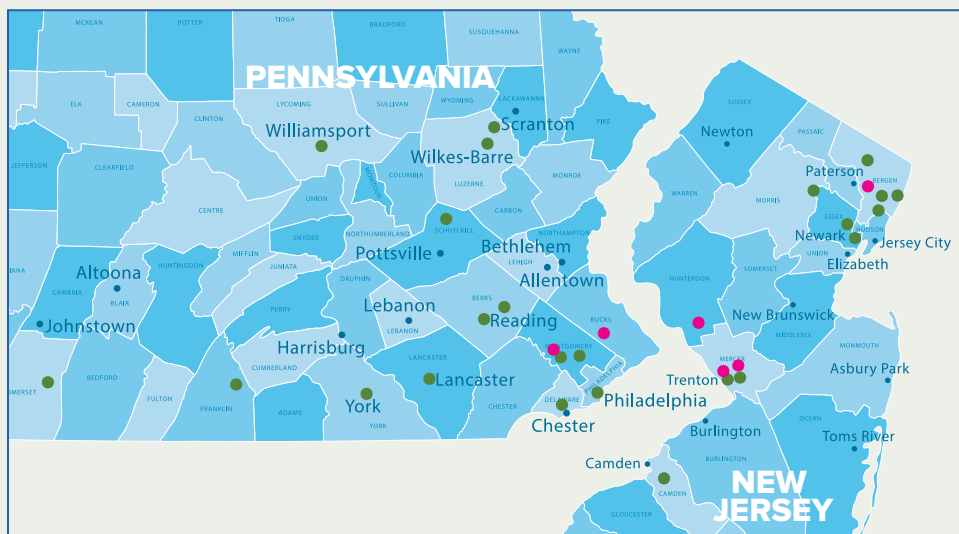 MCKEAN
POTTER
TIOGA
BRADFORD
SUSQUEHANNA
WAYNE
PENNSYLVANIA
ELK
CAMERON
CLINTON
LYCOMING
SULLIVAN
WYOMING
LACKAWANNA
PIKE
SUSSEX
PASSAIC
Williamsport
Scranton
Newton
Wilkes-Barre
JEFFERSON
CLEARFIELD
COLUMBIA
MONTOUR
LUZERNE
MONROE
Paterson
BERGEN
WARREN
MORRIS
CENTRE
UNION
CARBON
ESSEX
Newark
HUDSON
Jersey City
UNION
Elizabeth
SNYDER
NORTHUMBERLAND
SCHUYLKILL
NORTHAMPTON
Pottsville
Bethlehem
LEHIGH
Allentown
MIFFLIN
JUNIATA
HUNTINGDON
DAUPHIN
HUNTERDON
SOMERSET
IANA
CAMBRIA
Altoona
BLAIR
Johnstown
PERRY
Lebanon
LEBANON
BERKS
Reading
BUCKS
New Brunswick
MIDDLESEX
Harrisburg
MONTGOMERY
MERCER
MONMOUTH
Asbury Park
CUMBERLAND
LANCASTER
Lancaster
PHILADELPHIA
Philadelphia
Trenton
OMERSET
BEDFORD
FULTON
FRANKLIN
ADAMS
York
YORK
CHESTER
DELAWARE
Chester
OCEAN
Burlington
Toms River
Camden
BURLINGTON
CAMDEN
NEW
JERSEY
GLOUCESTER